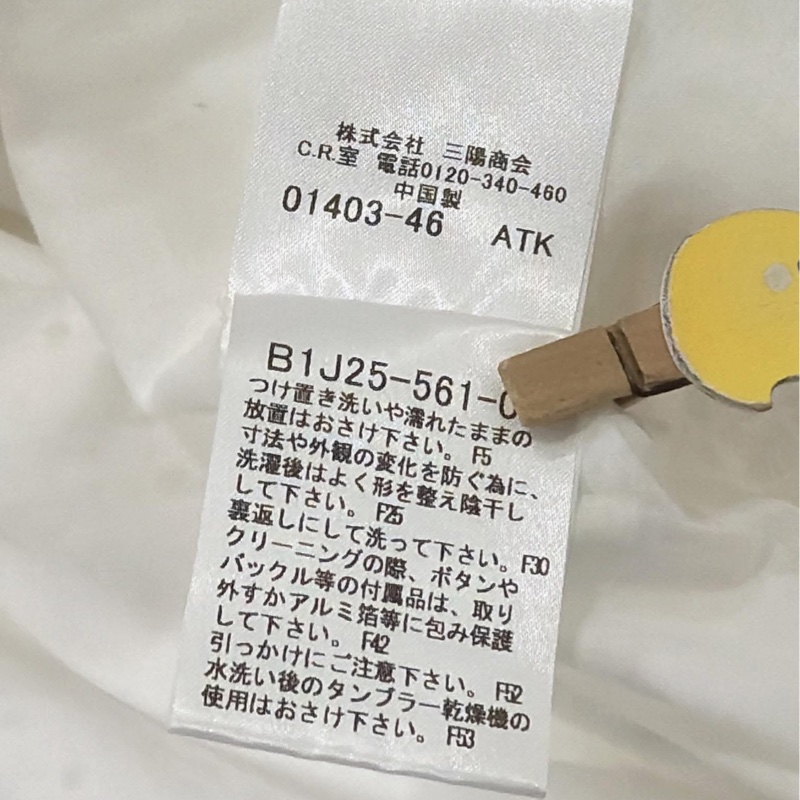 株式会社 三陽商会
C.R.室 電話0120-340-460
中国製
01403-46 ATK
B1J25-561-0
つけ置き洗いや濡れたままの
放置はおさけ下さい。F5
寸法や外観の変化を防ぐ為に、
洗濯後はよく形を整え陰干し
して下さい。F25
裏返しにして洗って下さい。F30
クリーニングの際、ボタンや
バックル等の付属品は、取り
外すかアルミ箔等に包み保護
して下さい。F42
引っかけにご注意下さい。F52
水洗い後のタンブラー乾燥機の
使用はおさけ下さい。F53